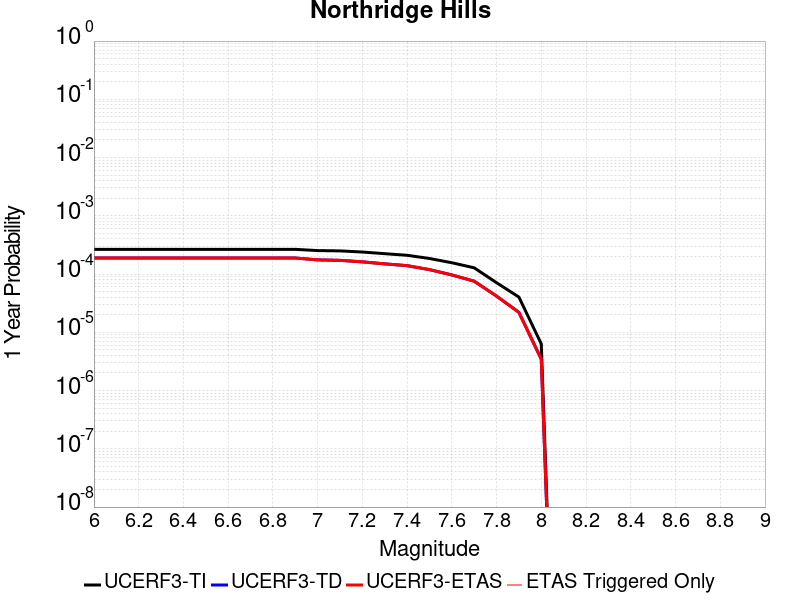 Northridge Hills
10^0
10^-1
10^-2
10^-3
10^-4
10^-5
10^-6
10^-7
10^-8
1 Year Probability
6 6.2 6.4 6.6 6.8 7 7.2 7.4 7.6 7.8 8 8.2 8.4 8.6 8.8 9
Magnitude
UCERF3-TI UCERF3-TD UCERF3-ETAS ETAS Triggered Only